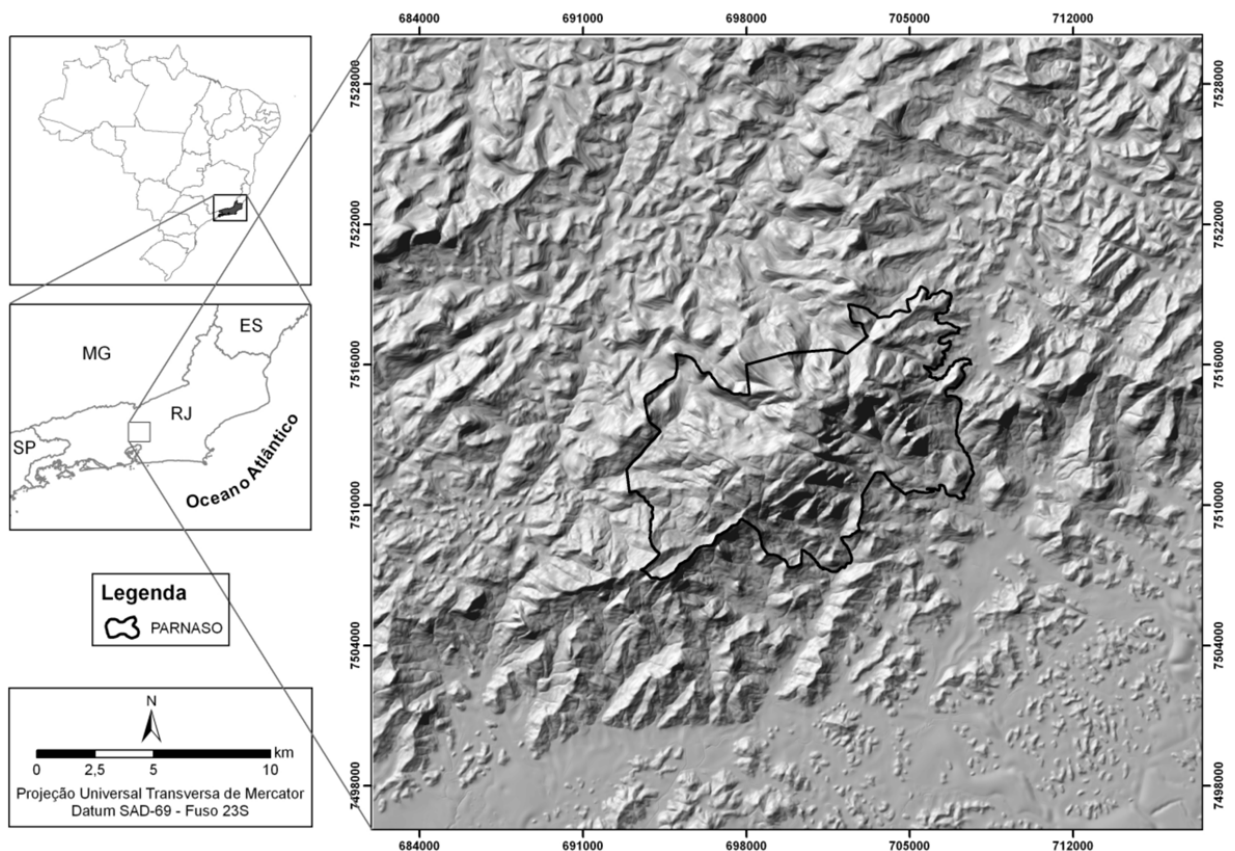 684000 691000 698000 705000 712000
7528000 7528000
7522000 7522000
7516000 7516000
7510000 7510000
7504000 7504000
7498000 7498000
684000 691000 698000 705000 712000
ES
MG
RJ
SP
Oceano Atlântico
Legenda
PARNASO
N
km
0 2,5 5 10
Projeção Universal Transversa de Mercator
Datum SAD-69 - Fuso 23S